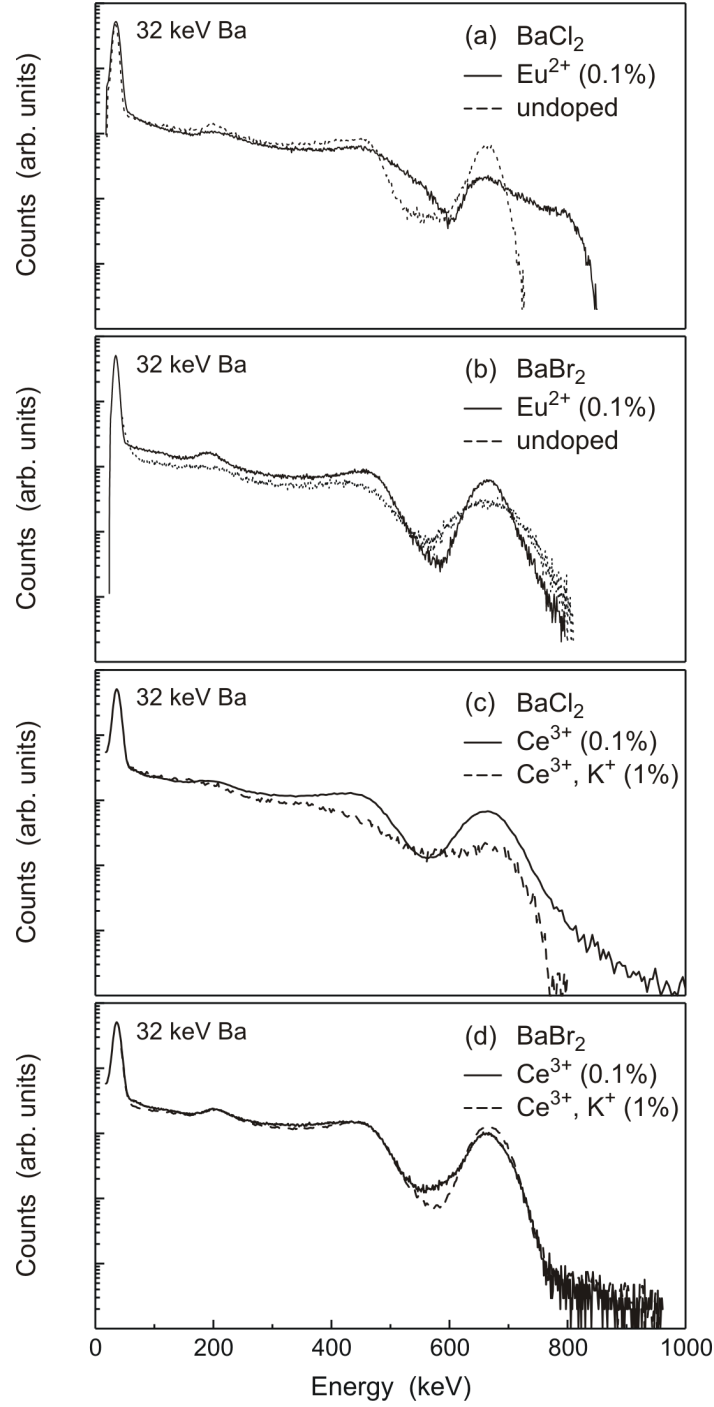 32 keV Ba
(a) BaCl₂
Eu²⁺ (0.1%)
undoped
Counts (arb. units)
32 keV Ba
(b) BaBr₂
Eu²⁺ (0.1%)
undoped
Counts (arb. units)
32 keV Ba
(c) BaCl₂
Ce³⁺ (0.1%)
Ce³⁺, K⁺ (1%)
Counts (arb. units)
32 keV Ba
(d) BaBr₂
Ce³⁺ (0.1%)
Ce³⁺, K⁺ (1%)
Counts (arb. units)
0 200 400 600 800 1000
Energy (keV)